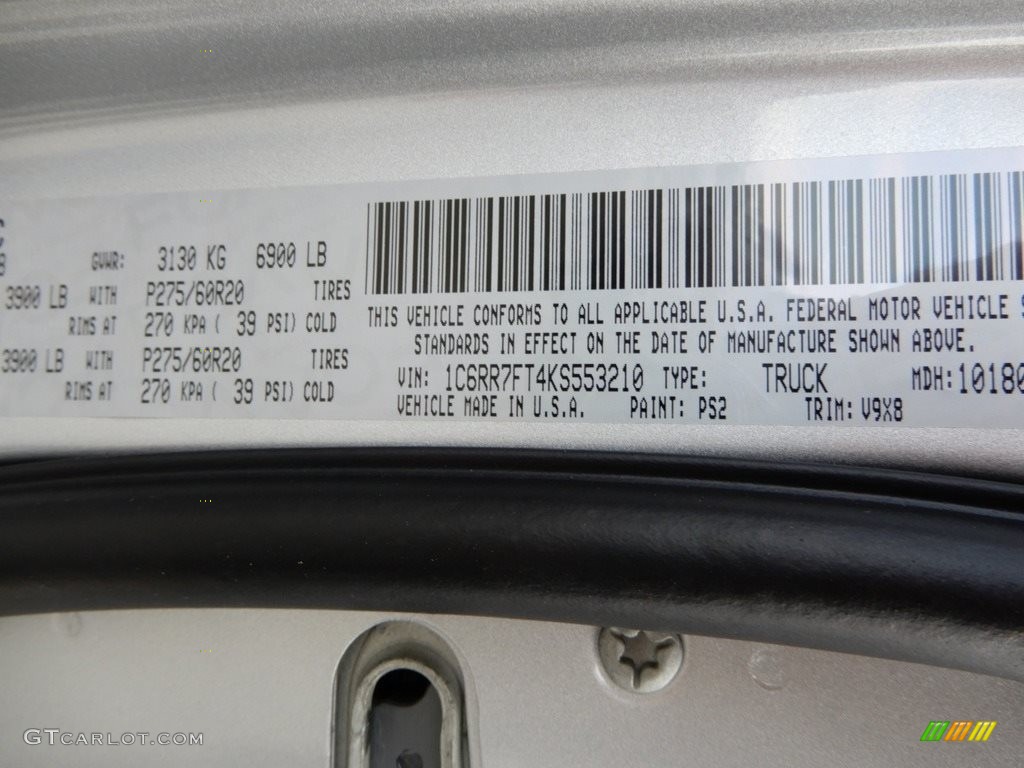 GVWR: 3130 KG 6900 LB
3900 LB WITH P275/60R20 TIRES
RIMS AT 270 KPA ( 39 PSI) COLD
3900 LB WITH P275/60R20 TIRES
RIMS AT 270 KPA ( 39 PSI) COLD
THIS VEHICLE CONFORMS TO ALL APPLICABLE U.S.A. FEDERAL MOTOR VEHICLE
STANDARDS IN EFFECT ON THE DATE OF MANUFACTURE SHOWN ABOVE.
VIN: 1C6RR7FT4KS553210 TYPE: TRUCK MDH:10180
VEHICLE MADE IN U.S.A. PAINT: PS2 TRIM: V9X8
GTCARLOT.COM